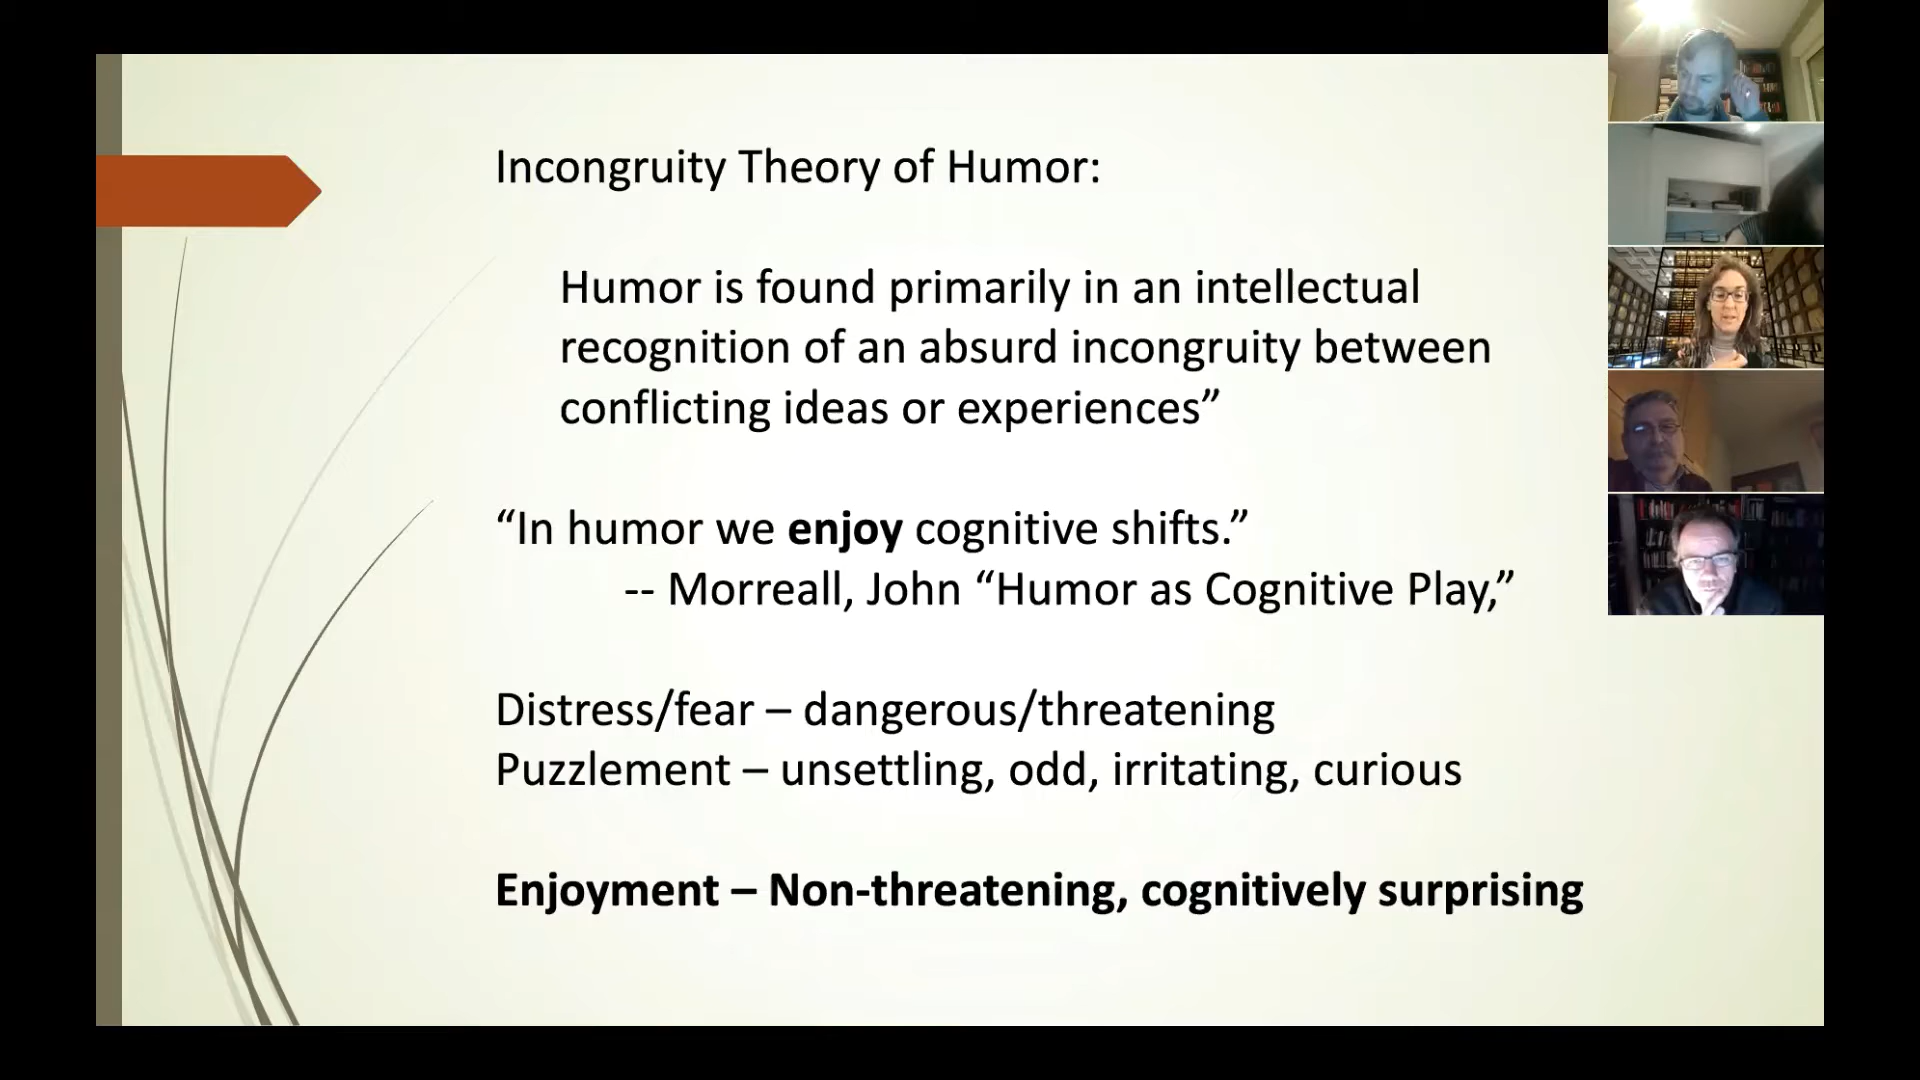 Incongruity Theory of Humor:
Humor is found primarily in an intellectual
recognition of an absurd incongruity between
conflicting ideas or experiences”
“In humor we enjoy cognitive shifts.”
-- Morreall, John “Humor as Cognitive Play,”
Distress/fear – dangerous/threatening
Puzzlement – unsettling, odd, irritating, curious
Enjoyment – Non-threatening, cognitively surprising